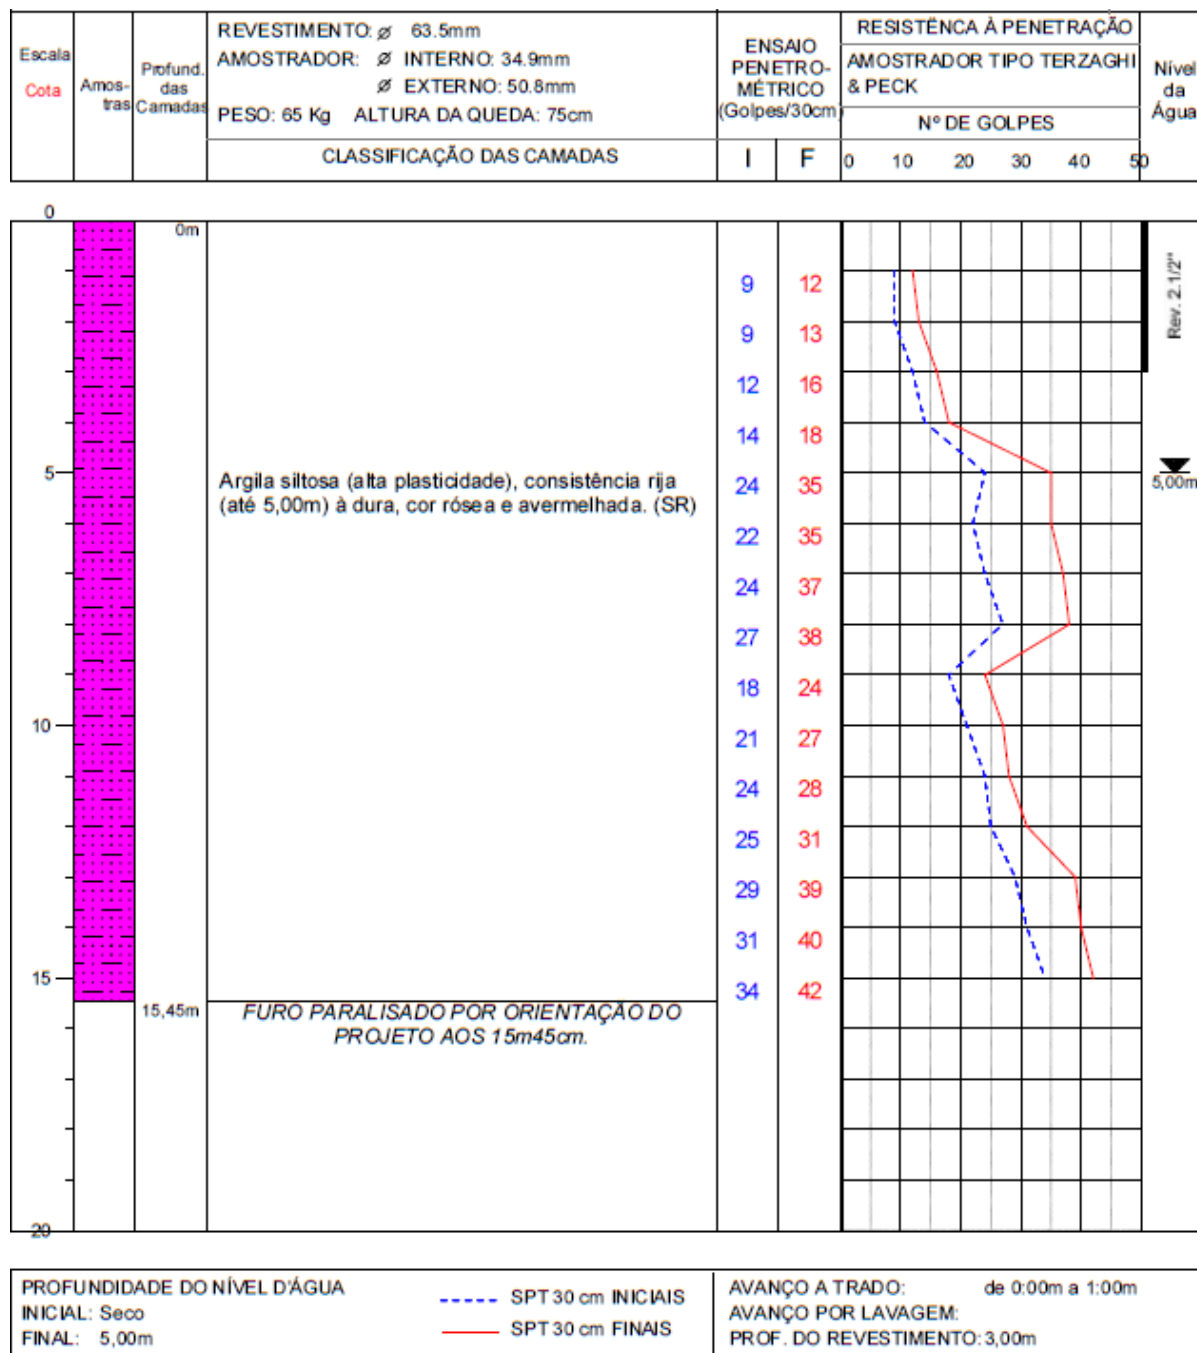 Escala
Cota
Amos-
tras
Profund.
das
Camadas
REVESTIMENTO: ø 63.5mm
AMOSTRADOR: ø INTERNO: 34.9mm
ø EXTERNO: 50.8mm
PESO: 65 Kg ALTURA DA QUEDA: 75cm
CLASSIFICAÇÃO DAS CAMADAS
ENSAIO
PENETRO-
MÉTRICO
(Golpes/30cm)
I F
RESISTÊNCA À PENETRAÇÃO
AMOSTRADOR TIPO TERZAGHI
& PECK
Nº DE GOLPES
0 10 20 30 40 50
Nível
da
Água
0
0m
Rev. 2.1/2"
9 12
9 13
12 16
14 18
5
Argila siltosa (alta plasticidade), consistência rija
(até 5,00m) à dura, cor rósea e avermelhada. (SR)
24 35
5,00m
22 35
24 37
27 38
18 24
10
21 27
24 28
25 31
29 39
31 40
15
34 42
15,45m
FURO PARALISADO POR ORIENTAÇÃO DO
PROJETO AOS 15m45cm.
20
PROFUNDIDADE DO NÍVEL D'ÁGUA
INICIAL: Seco
FINAL: 5,00m
SPT 30 cm INICIAIS
SPT 30 cm FINAIS
AVANÇO A TRADO: de 0:00m a 1:00m
AVANÇO POR LAVAGEM:
PROF. DO REVESTIMENTO: 3,00m